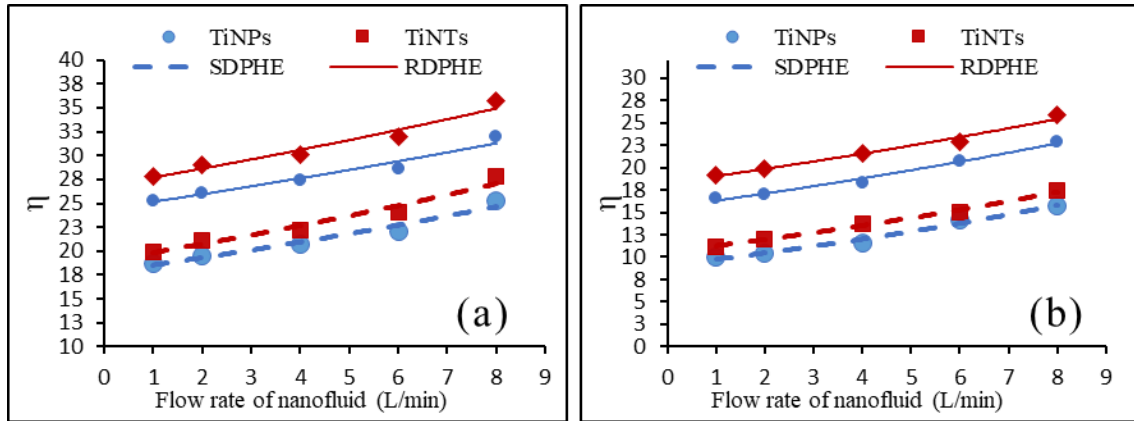 TiNPs TiNTs
SDPHE RDPHE
40
38
35
33
30
28
25
23
20
18
15
13
10
η
0 1 2 3 4 5 6 7 8 9
Flow rate of nanofluid (L/min)
(a)
TiNPs TiNTs
SDPHE RDPHE
30
28
25
23
20
18
15
13
10
8
5
3
0
η
0 1 2 3 4 5 6 7 8 9
Flow rate of nanofluid (L/min)
(b)